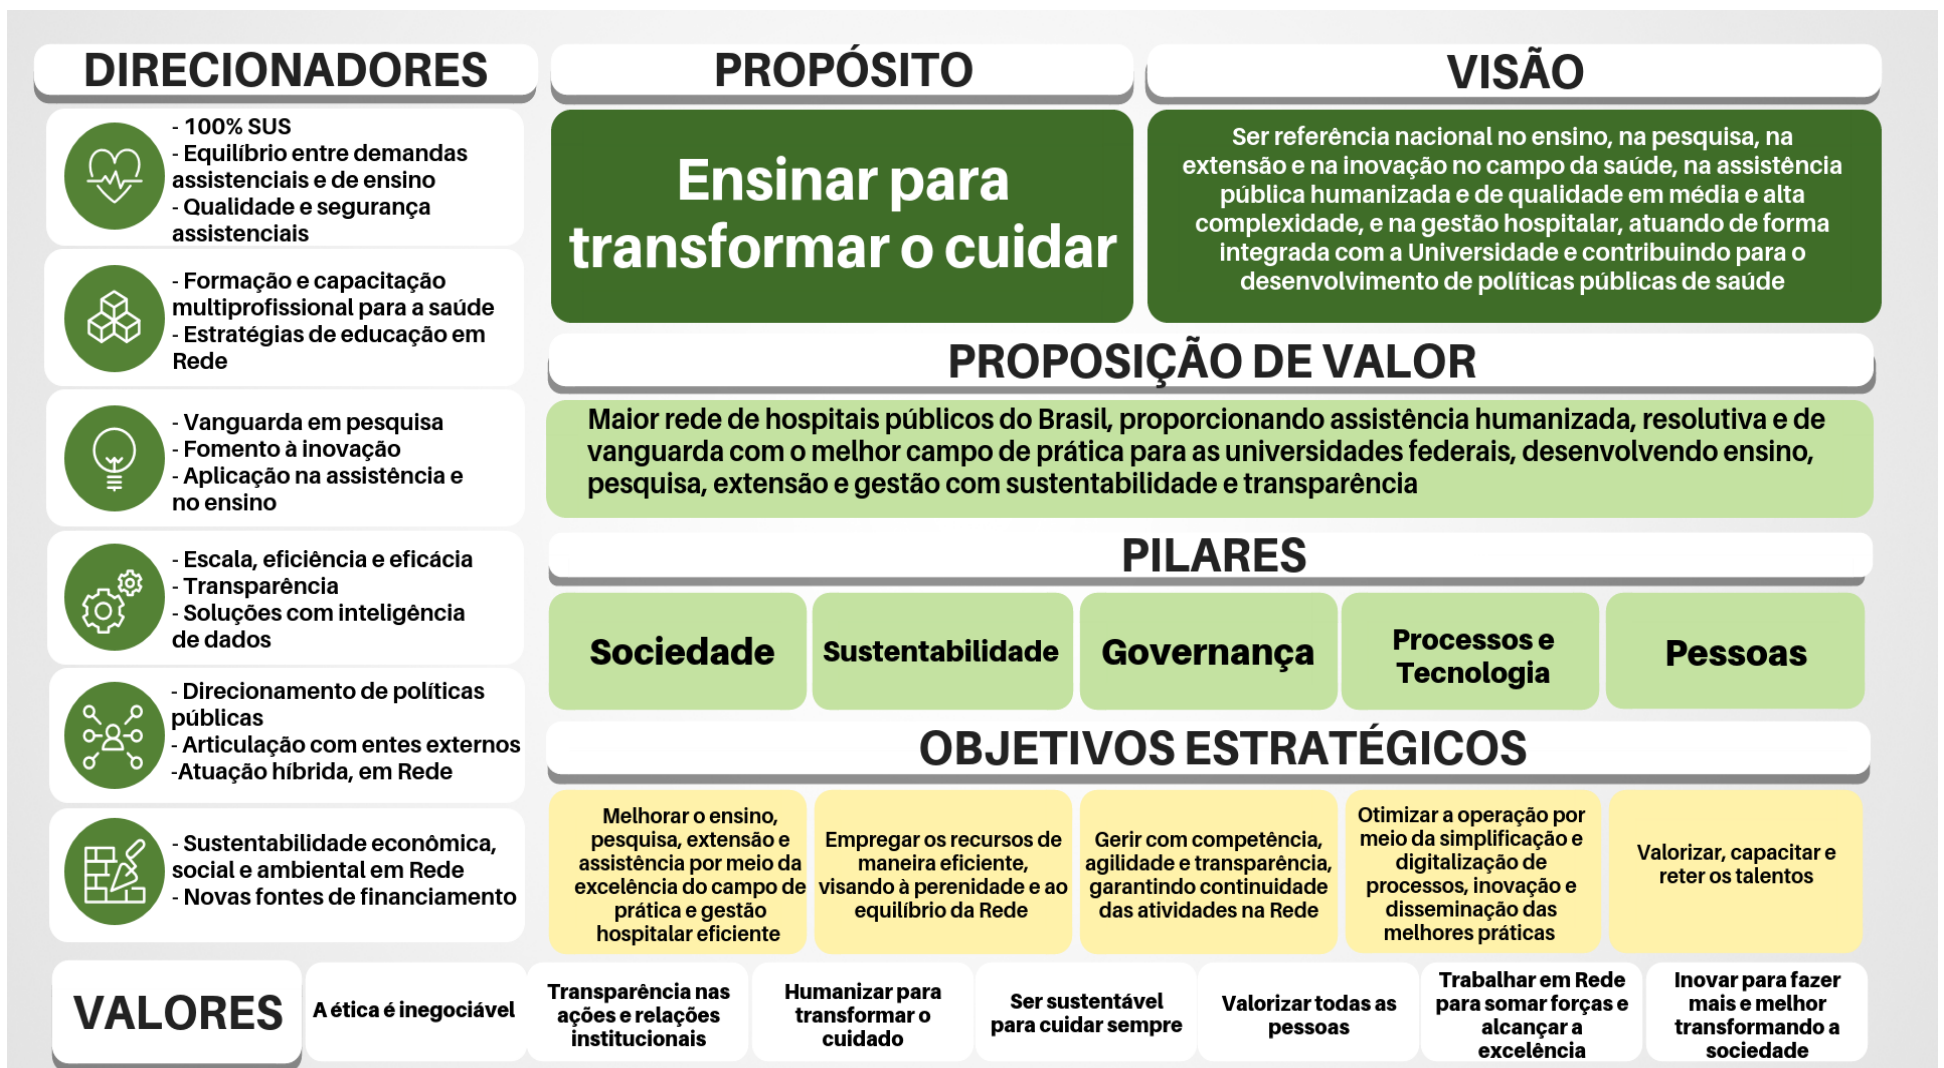 DIRECIONADORES
- 100% SUS
- Equilíbrio entre demandas
assistenciais e de ensino
- Qualidade e segurança
assistenciais
- Formação e capacitação
multiprofissional para a saúde
- Estratégias de educação em
Rede
- Vanguarda em pesquisa
- Fomento à inovação
- Aplicação na assistência e
no ensino
- Escala, eficiência e eficácia
- Transparência
- Soluções com inteligência
de dados
- Direcionamento de políticas
públicas
- Articulação com entes externos
-Atuação híbrida, em Rede
- Sustentabilidade econômica,
social e ambiental em Rede
- Novas fontes de financiamento
PROPÓSITO
Ensinar para
transformar o cuidar
VISÃO
Ser referência nacional no ensino, na pesquisa, na
extensão e na inovação no campo da saúde, na assistência
pública humanizada e de qualidade em média e alta
complexidade, e na gestão hospitalar, atuando de forma
integrada com a Universidade e contribuindo para o
desenvolvimento de políticas públicas de saúde
PROPOSIÇÃO DE VALOR
Maior rede de hospitais públicos do Brasil, proporcionando assistência humanizada, resolutiva e de
vanguarda com o melhor campo de prática para as universidades federais, desenvolvendo ensino,
pesquisa, extensão e gestão com sustentabilidade e transparência
PILARES
Sociedade
Sustentabilidade
Governança
Processos e
Tecnologia
Pessoas
OBJETIVOS ESTRATÉGICOS
Melhorar o ensino,
pesquisa, extensão e
assistência por meio da
excelência do campo de
prática e gestão
hospitalar eficiente
Empregar os recursos de
maneira eficiente,
visando à perenidade e ao
equilíbrio da Rede
Gerir com competência,
agilidade e transparência,
garantindo continuidade
das atividades na Rede
Otimizar a operação por
meio da simplificação e
digitalização de
processos, inovação e
disseminação das
melhores práticas
Valorizar, capacitar e
reter os talentos
VALORES
A ética é inegociável
Transparência nas
ações e relações
institucionais
Humanizar para
transformar o
cuidado
Ser sustentável
para cuidar sempre
Valorizar todas as
pessoas
Trabalhar em Rede
para somar forças e
alcançar a
excelência
Inovar para fazer
mais e melhor
transformando a
sociedade